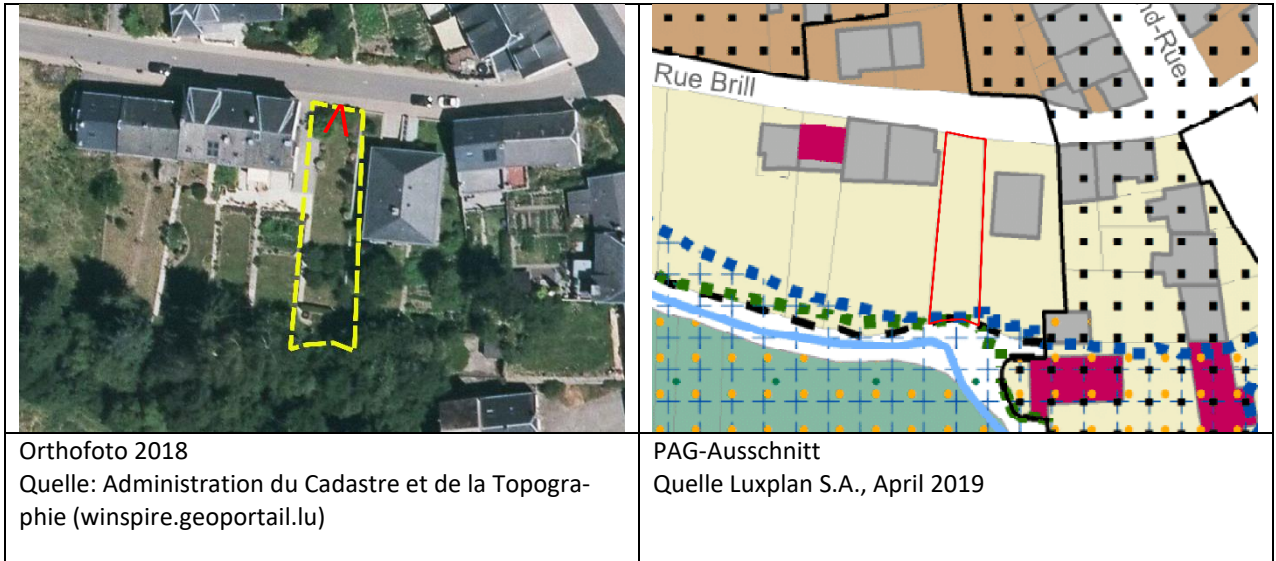 Rue Brill
nd-Rue
Orthofoto 2018
Quelle: Administration du Cadastre et de la Topogra-
phie (winspire.geoportail.lu)
PAG-Ausschnitt
Quelle Luxplan S.A., April 2019